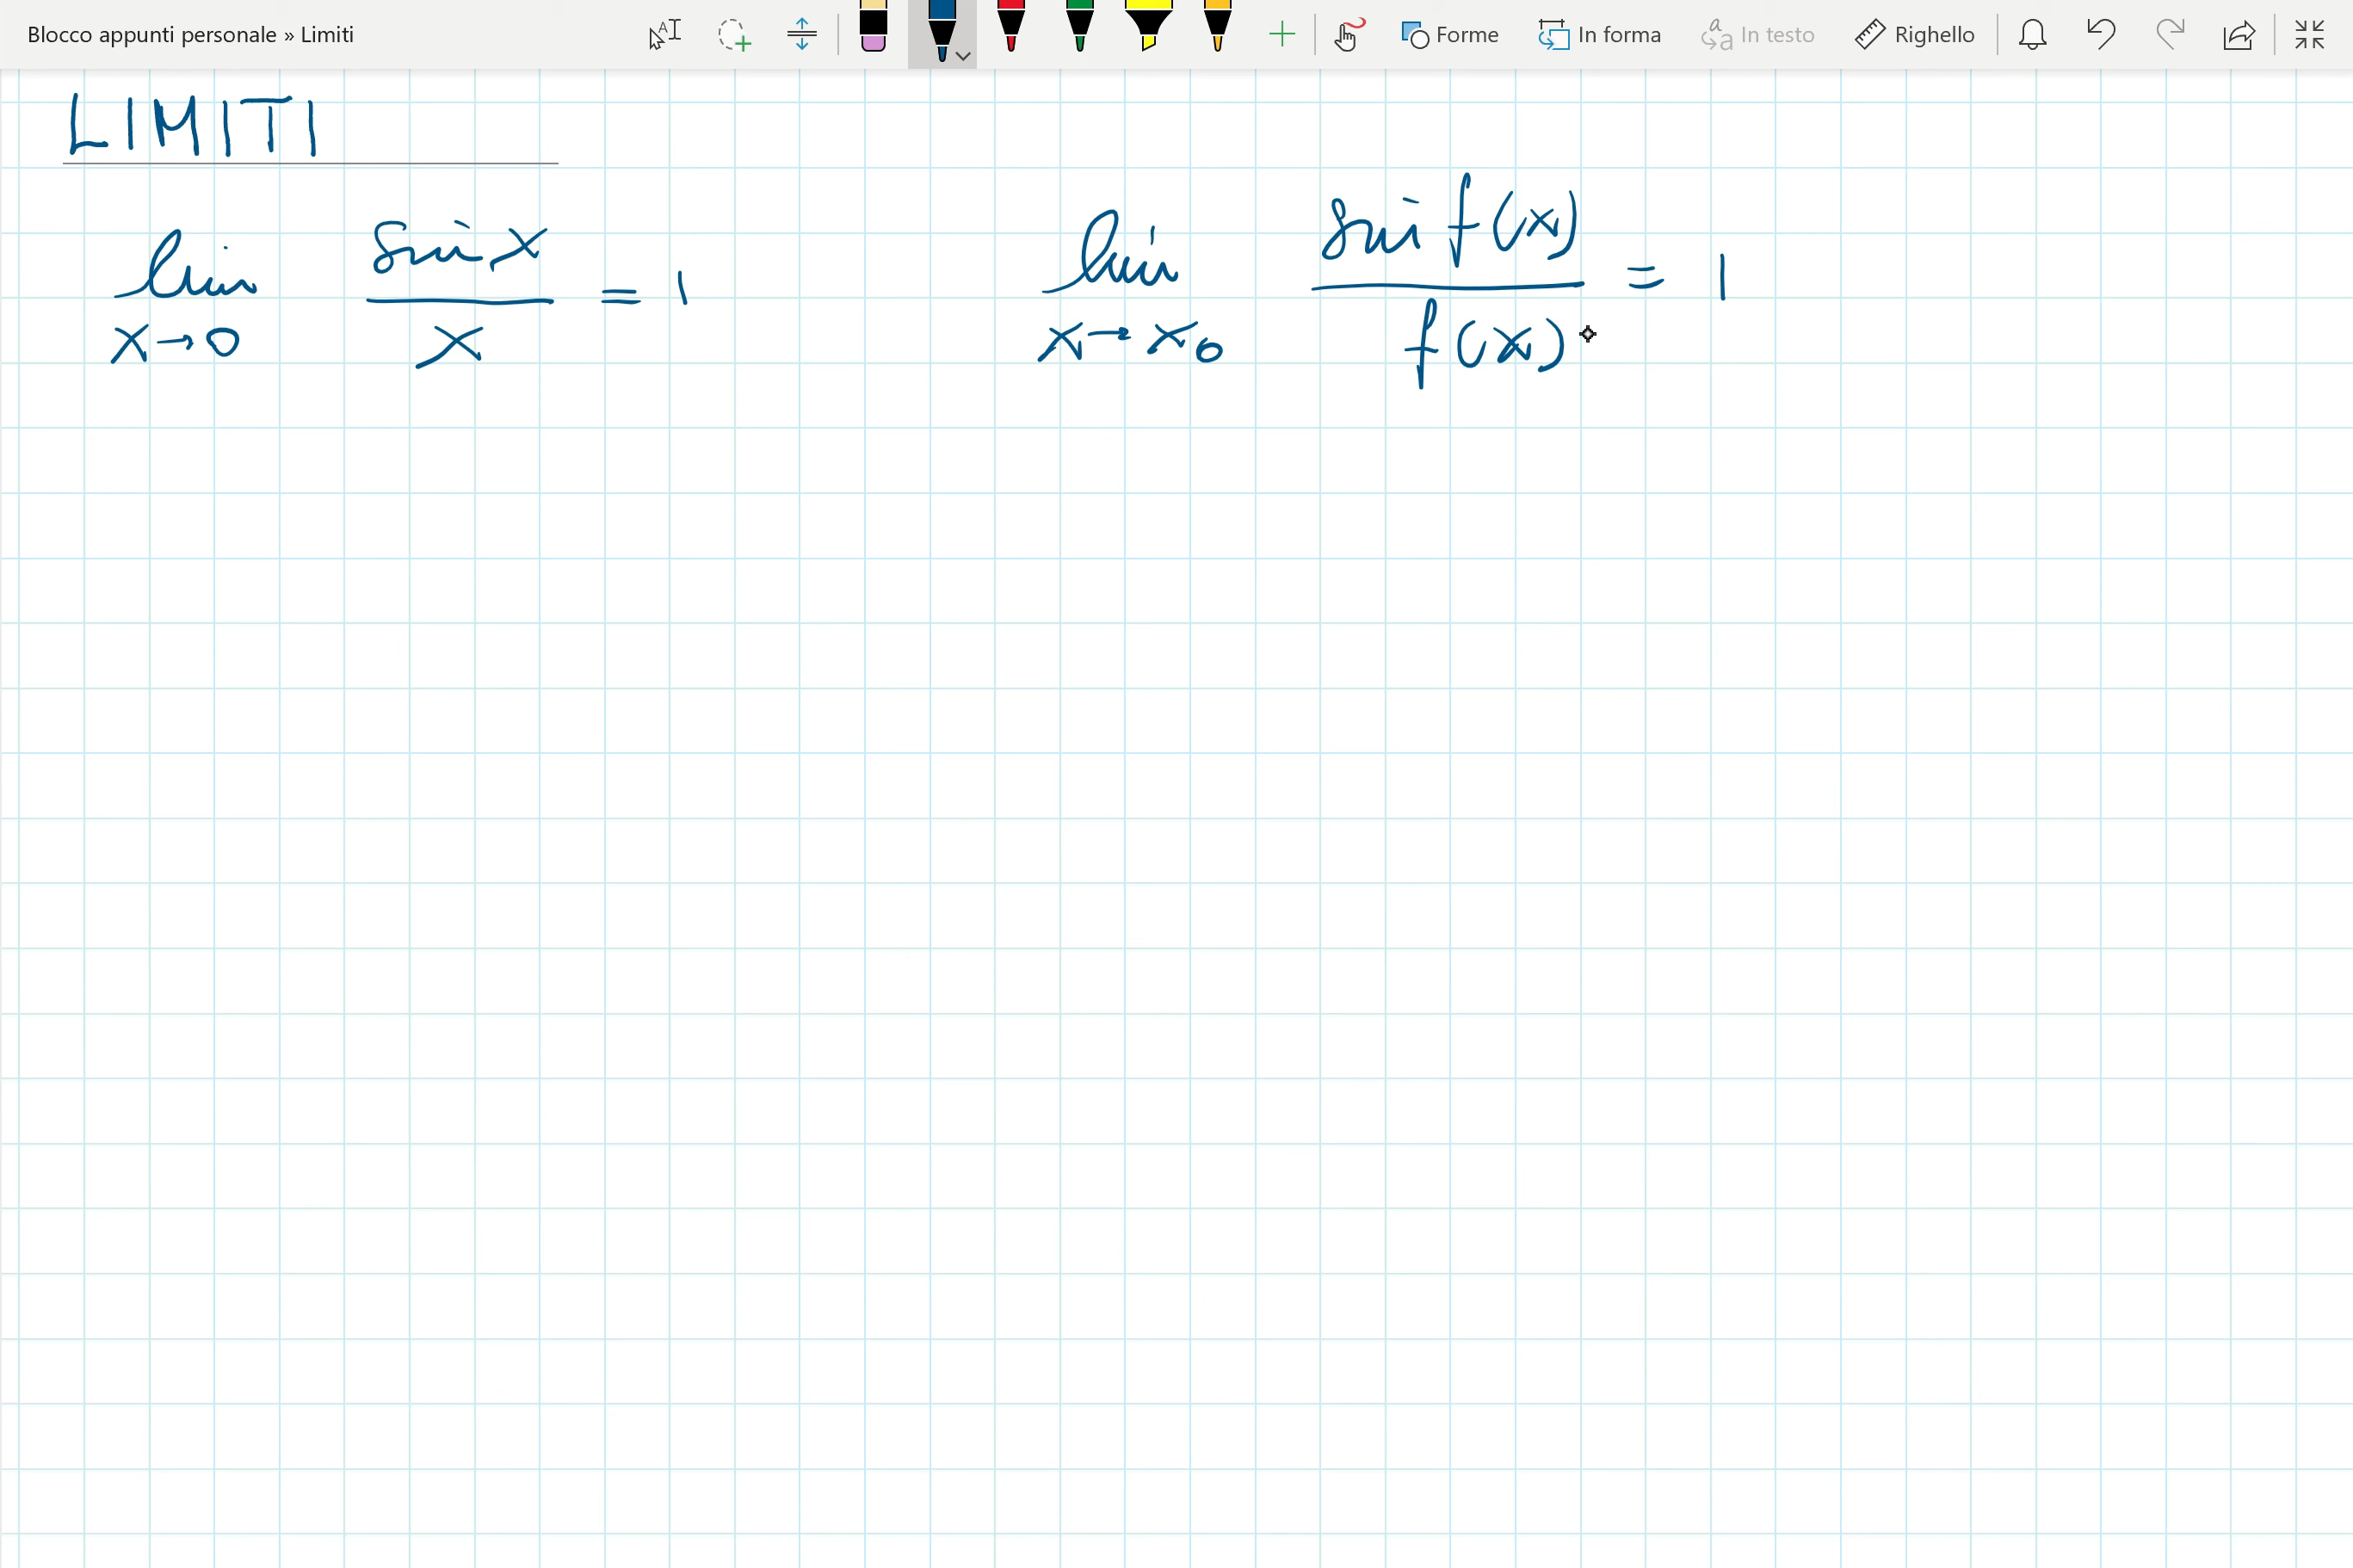 Blocco appunti personale » Limiti Forme In forma In testo Righello
LIMITI
lim x→0 sin x / x = 1
lim x→x₀ sin f(x) / f(x) = 1